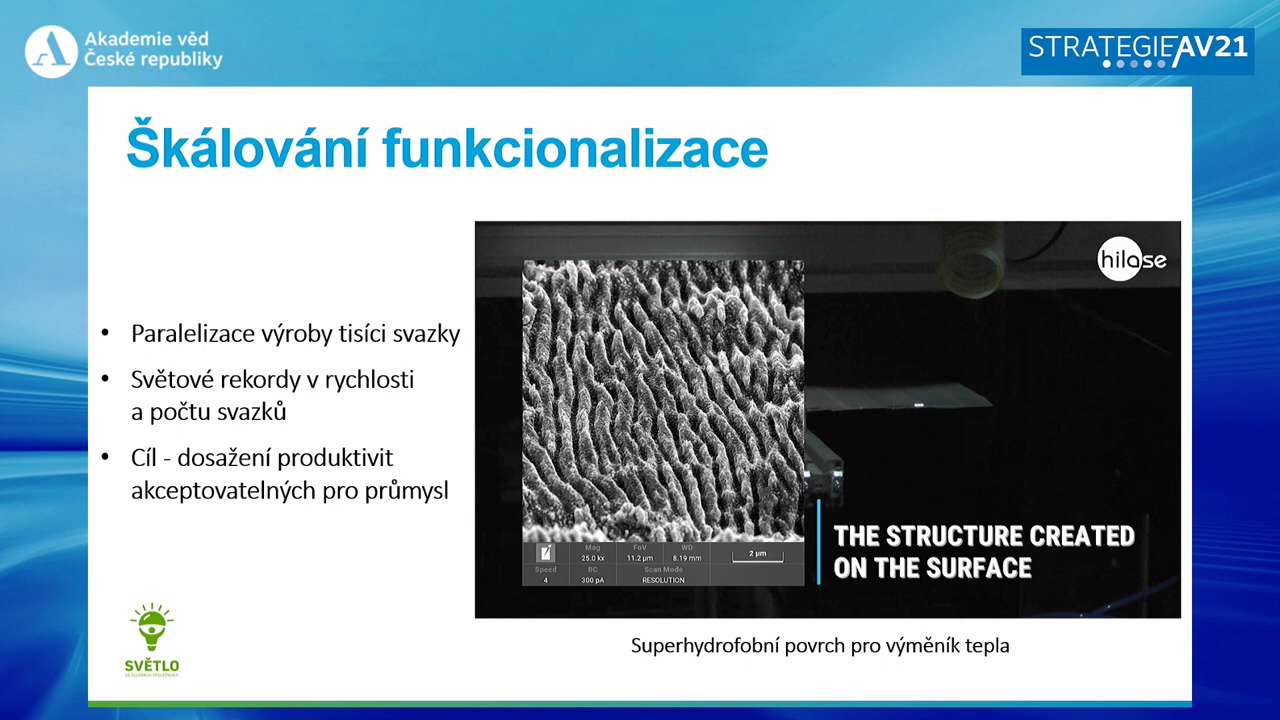 Akademie věd
České republiky
STRATEGIE AV21
Škálování funkcionalizace
• Paralelizace výroby tisíci svazky
• Světové rekordy v rychlosti
a počtu svazků
• Cíl - dosažení produktivit
akceptovatelných pro průmysl
hilase
Mag FoV WD
25.0 kx 11.2 µm 8.19 mm 2 µm
Speed BC Scan Mode
4 300 pA RESOLUTION
THE STRUCTURE CREATED
ON THE SURFACE
Superhydrofobní povrch pro výměník tepla
SVĚTLO
VE SLUŽBÁCH SPOLEČNOSTI